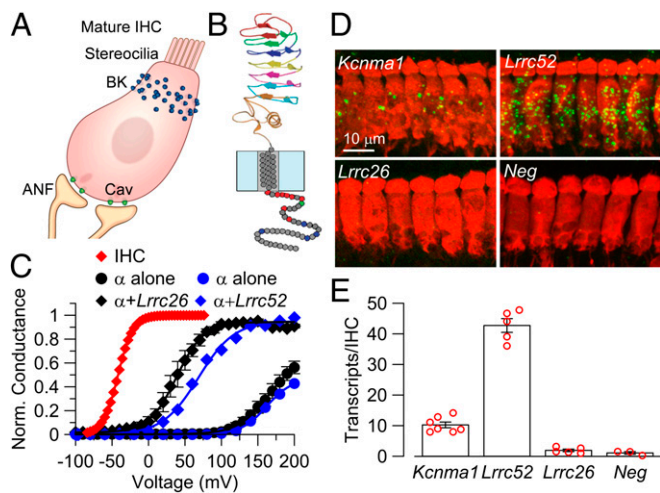 A
Mature IHC
Stereocilia
BK
ANF
Cav
B
C
IHC
α alone
α alone
α+Lrrc26
α+Lrrc52
Norm. Conductance
1
0.8
0.6
0.4
0.2
0
-100
-50
0
50
100
150
200
Voltage (mV)
D
Kcnma1
Lrrc52
10 µm
Lrrc26
Neg
E
Transcripts/IHC
50
40
30
20
10
0
Kcnma1
Lrrc52
Lrrc26
Neg